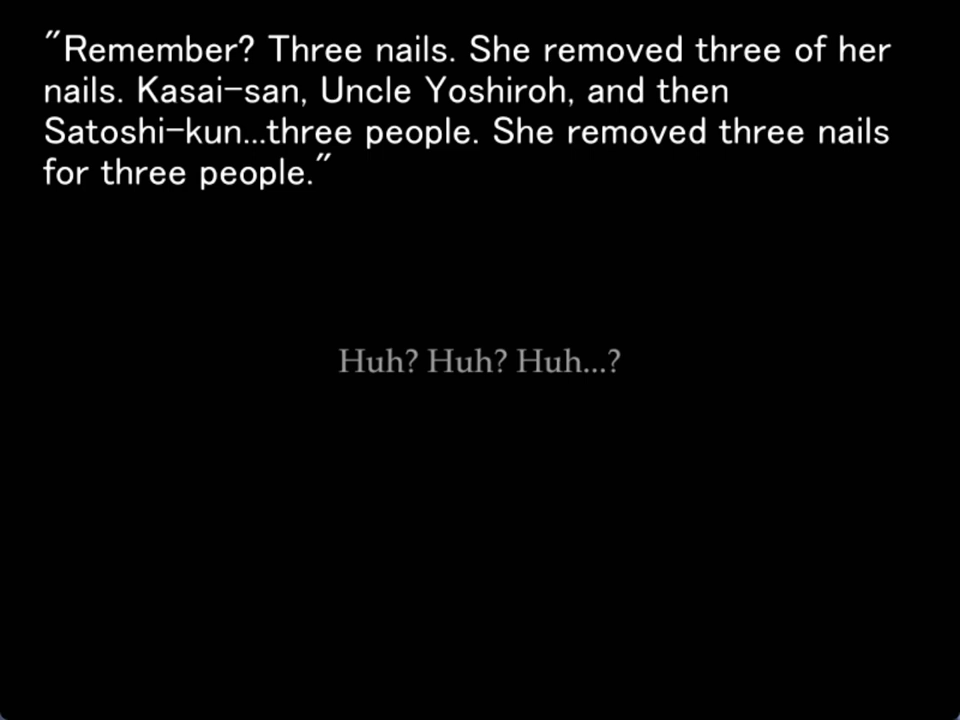 "Remember? Three nails. She removed three of her
nails. Kasai-san, Uncle Yoshiroh, and then
Satoshi-kun...three people. She removed three nails
for three people."
Huh? Huh? Huh...?